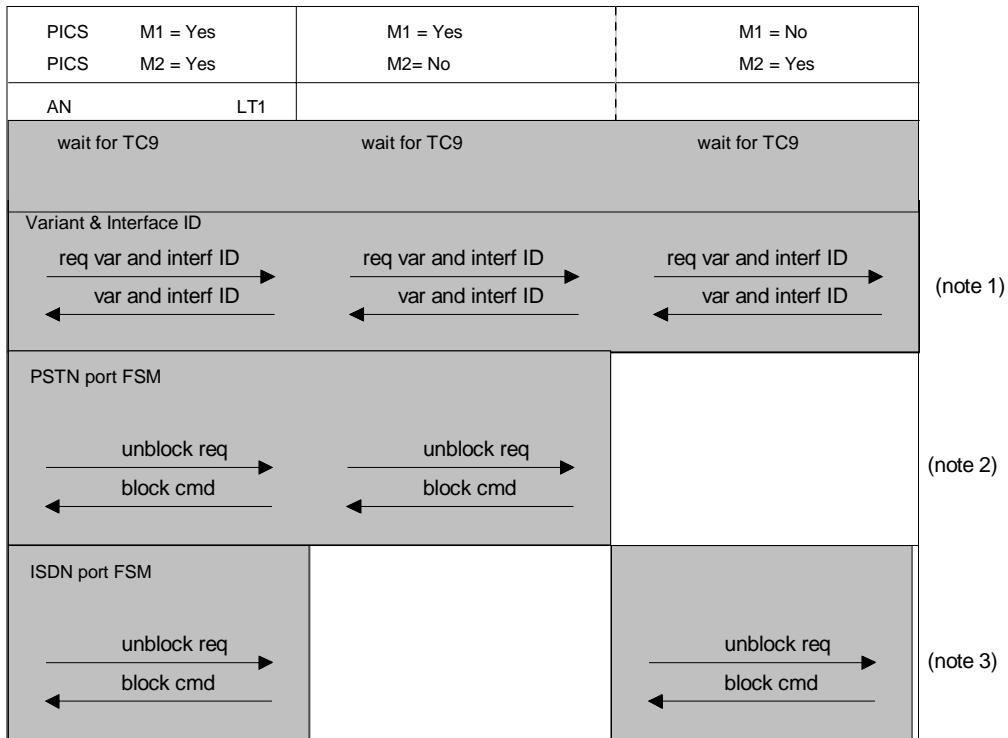 PICS M1 = Yes M1 = Yes M1 = No
PICS M2 = Yes M2= No M2 = Yes
AN LT1
wait for TC9 wait for TC9 wait for TC9
Variant & Interface ID
req var and interf ID req var and interf ID req var and interf ID
var and interf ID var and interf ID var and interf ID (note 1)
PSTN port FSM
unblock req unblock req
block cmd block cmd (note 2)
ISDN port FSM
unblock req unblock req
block cmd block cmd (note 3)